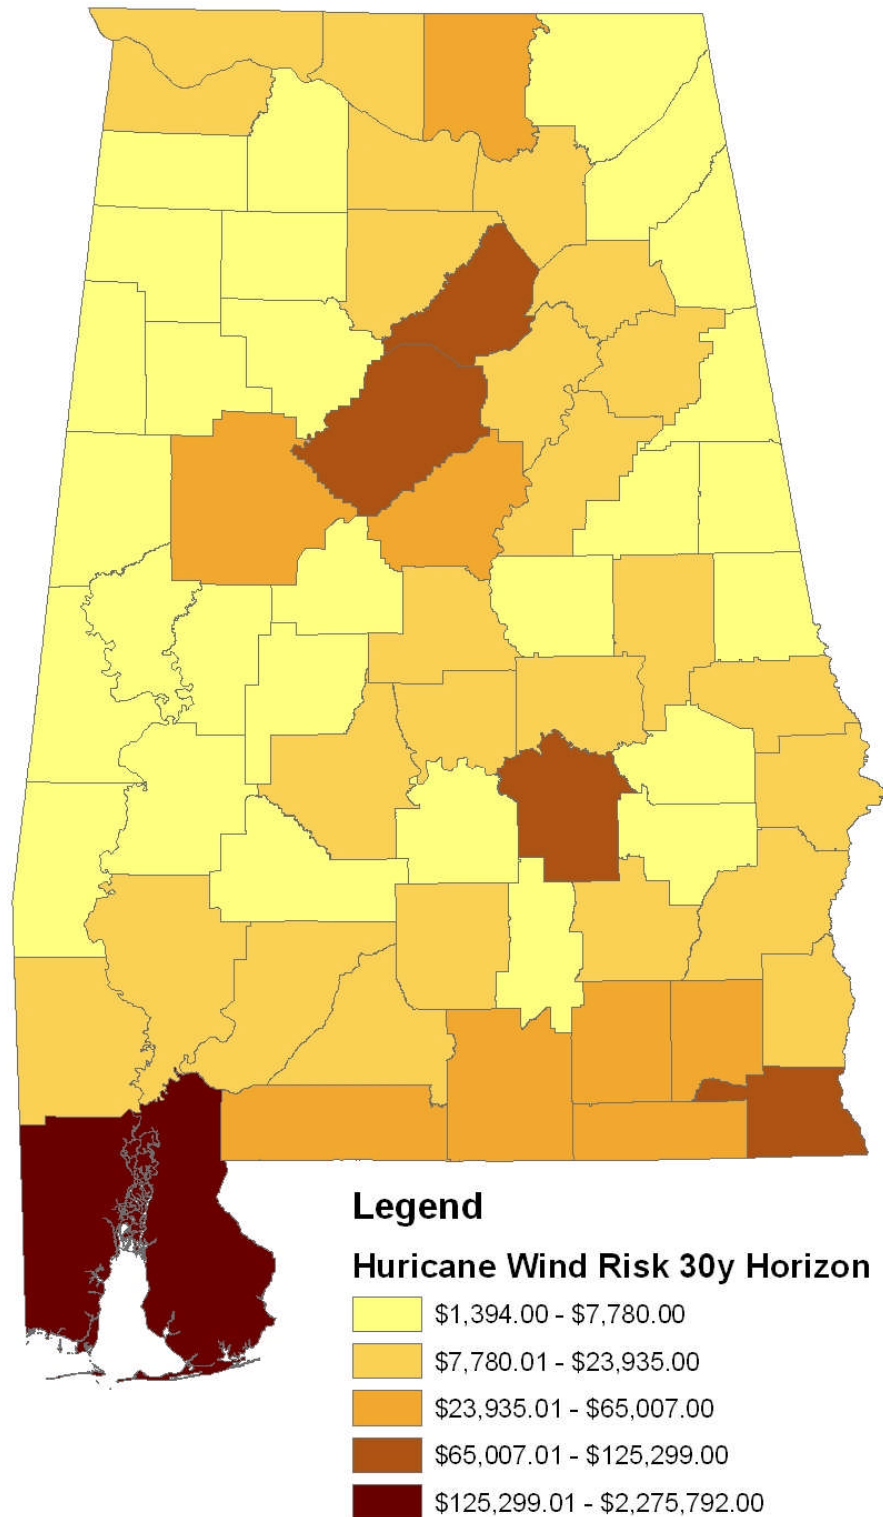 Legend
Huricane Wind Risk 30y Horizon
$1,394.00 - $7,780.00
$7,780.01 - $23,935.00
$23,935.01 - $65,007.00
$65,007.01 - $125,299.00
$125,299.01 - $2,275,792.00